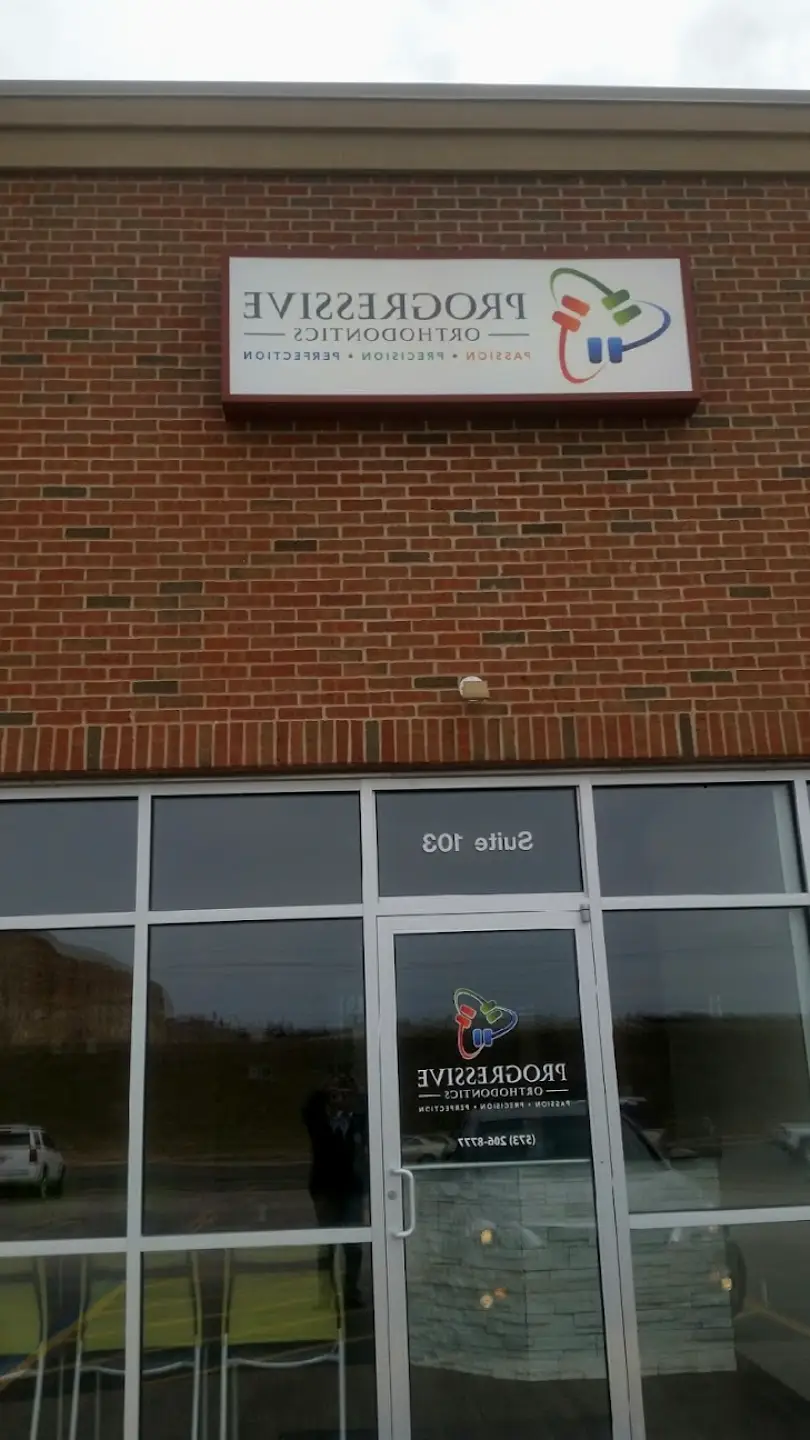 PROGRESSIVE
ORTHODONTICS
PASSION • PRECISION • PERFECTION
Suite 103
PROGRESSIVE
ORTHODONTICS
PASSION • PRECISION • PERFECTION
(573) 206-8777